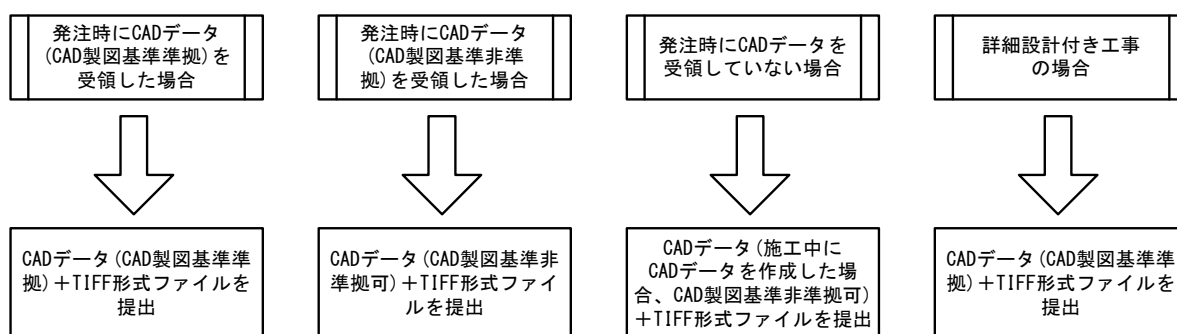 発注時にCADデータ
(CAD製図基準準拠)を
受領した場合
発注時にCADデータ
(CAD製図基準非準
拠)を受領した場合
発注時にCADデータを
受領していない場合
詳細設計付き工事
の場合
CADデータ(CAD製図基準準
拠)＋TIFF形式ファイルを
提出
CADデータ(CAD製図基準非
準拠可)＋TIFF形式ファイ
ルを提出
CADデータ(施工中に
CADデータを作成した場
合、CAD製図基準非準拠可)
＋TIFF形式ファイルを提出
CADデータ(CAD製図基準準
拠)＋TIFF形式ファイルを
提出